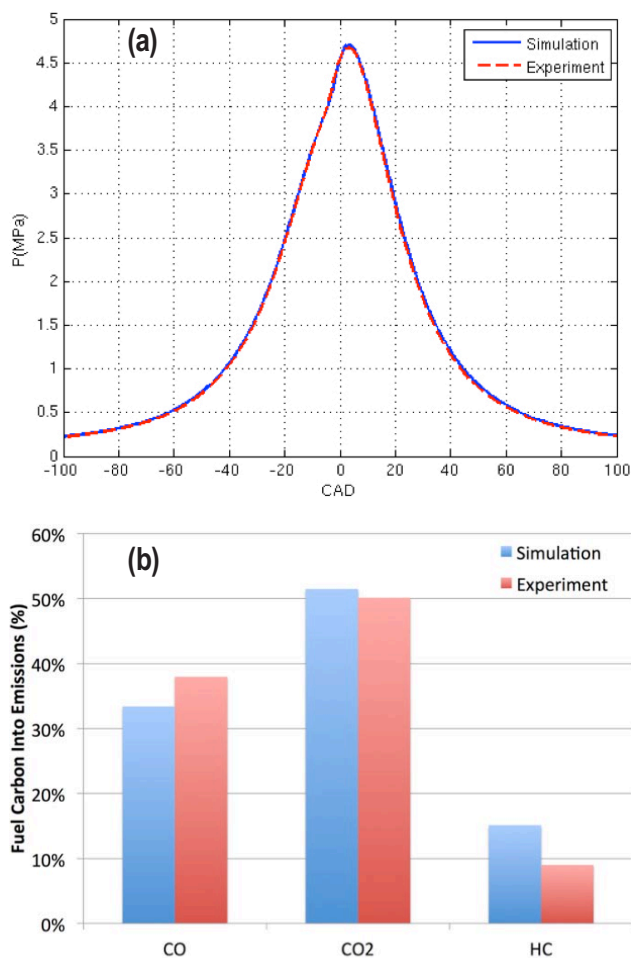 (a)
Simulation
Experiment
5
4.5
4
3.5
3
2.5
2
1.5
1
0.5
0
P(MPa)
-100 -80 -60 -40 -20 0 20 40 60 80 100
CAD
(b)
Simulation
Experiment
60%
50%
40%
30%
20%
10%
0%
Fuel Carbon Into Emissions (%)
CO CO2 HC